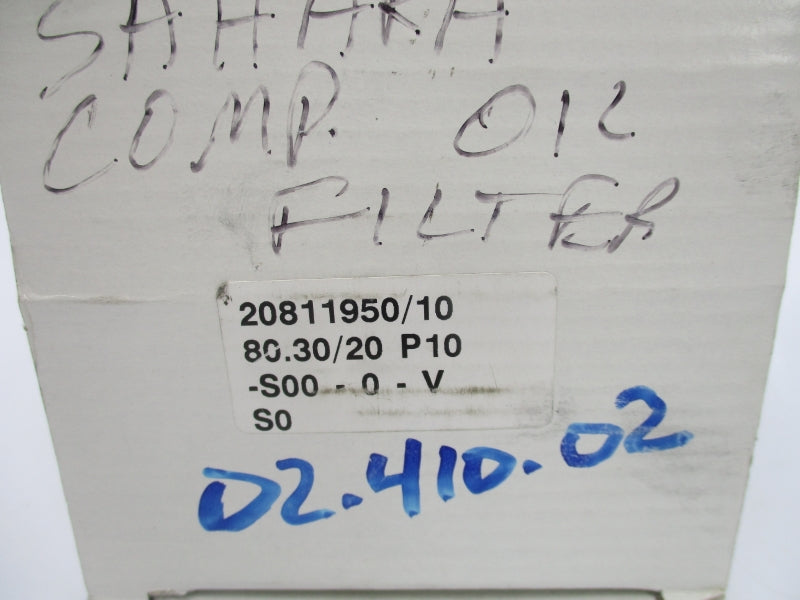 SAHARA
COMP. OIL
FILTER
20811950/10
80.30/20 P10
-S00 - 0 - V
S0
02.410.02